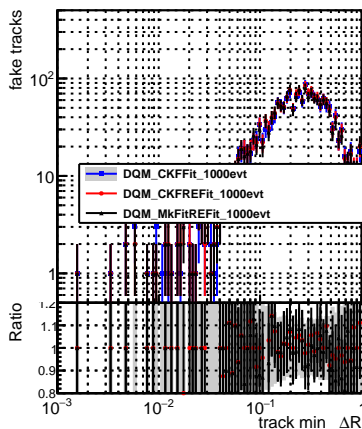 fake tracks
10²
10
1
DQM_CKFFit_1000evt
DQM_CKFREFit_1000evt
DQM_MkFitREFit_1000evt
Ratio
1.2
1.1
1
0.9
0.8
10⁻³ 10⁻² 10⁻¹ 1
track min ΔR